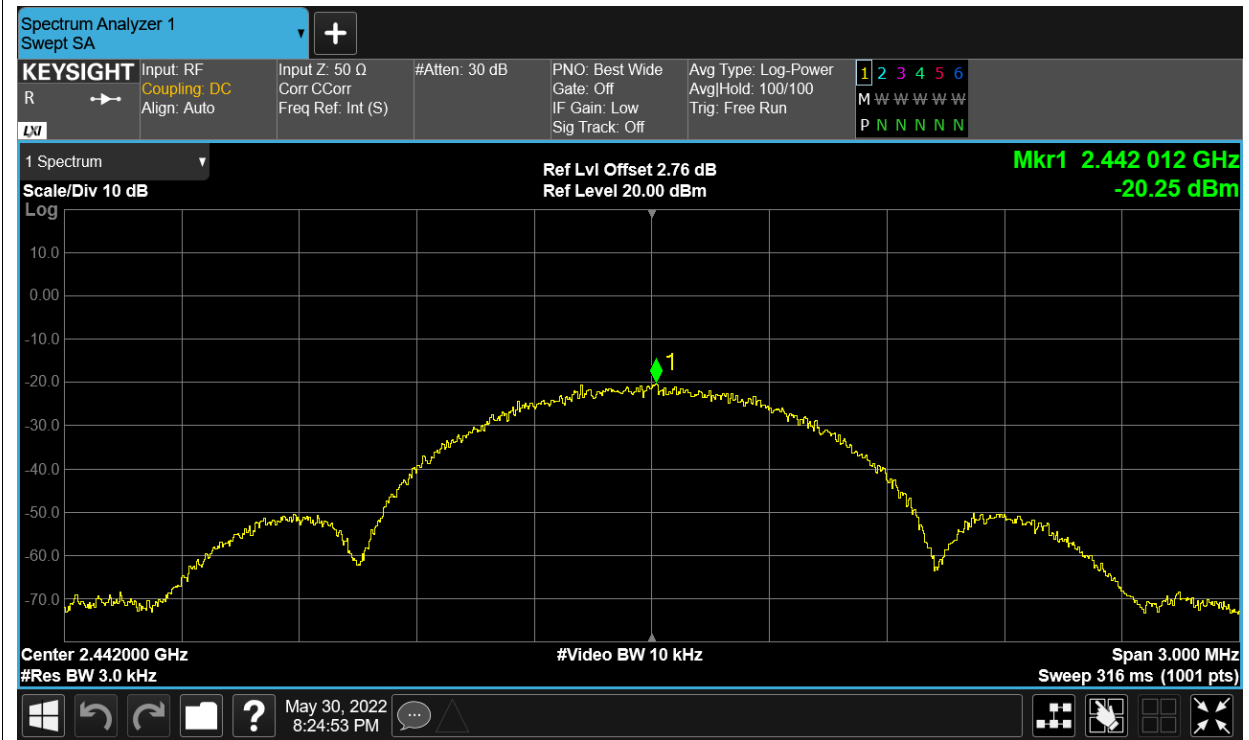 Spectrum Analyzer 1
Swept SA
KEYSIGHT
R
LXI
Input: RF
Coupling: DC
Align: Auto
Input Z: 50 Ω
Corr CCorr
Freq Ref: Int (S)
#Atten: 30 dB
PNO: Best Wide
Gate: Off
IF Gain: Low
Sig Track: Off
Avg Type: Log-Power
Avg|Hold: 100/100
Trig: Free Run
1 2 3 4 5 6
M W W W W W
P N N N N N
1 Spectrum
Scale/Div 10 dB
Ref Lvl Offset 2.76 dB
Ref Level 20.00 dBm
Mkr1 2.442 012 GHz
-20.25 dBm
Log
10.0
0.00
-10.0
-20.0
-30.0
-40.0
-50.0
-60.0
-70.0
1
Center 2.442000 GHz
#Video BW 10 kHz
Span 3.000 MHz
#Res BW 3.0 kHz
Sweep 316 ms (1001 pts)
?
May 30, 2022
8:24:53 PM